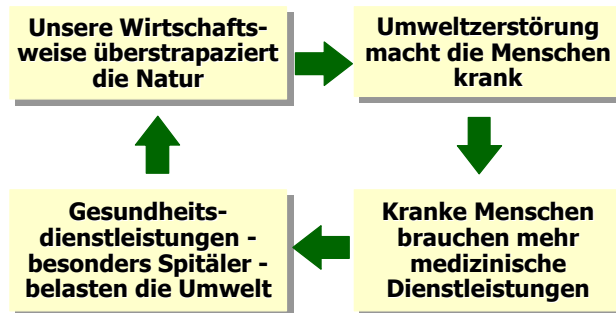 Unsere Wirtschafts-
weise überstrapaziert
die Natur
Umweltzerstörung
macht die Menschen
krank
Kranke Menschen
brauchen mehr
medizinische
Dienstleistungen
Gesundheits-
dienstleistungen -
besonders Spitäler -
belasten die Umwelt